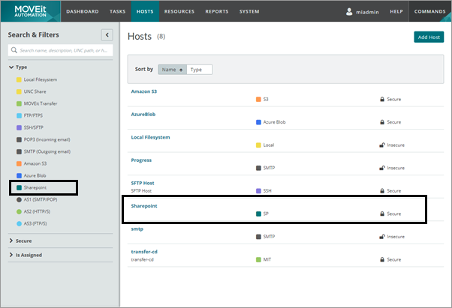 MOVEit AUTOMATION
DASHBOARD TASKS HOSTS RESOURCES REPORTS SYSTEM miadmin HELP COMMANDS
Search & Filters
Search name, description, UNC path, or h...
Type
Local Filesystem
UNC Share
MOVEit Transfer
FTP/FTPS
SSH/SFTP
POP3 (Incoming email)
SMTP (Outgoing email)
Amazon S3
Azure Blob
Sharepoint
AS1 (SMTP/POP)
AS2 (HTTP/S)
AS3 (FTP/S)
Secure
Is Assigned
Hosts (8)
Add Host
Sort by Name Type
Amazon S3
S3 Secure
AzureBlob
Azure Blob Secure
Local Filesystem
Local Insecure
Progress
SMTP Insecure
SFTP Host
SFTP Host SSH Secure
Sharepoint
SP Secure
smtp
SMTP Insecure
transfer-cd
transfer-cd MIT Secure